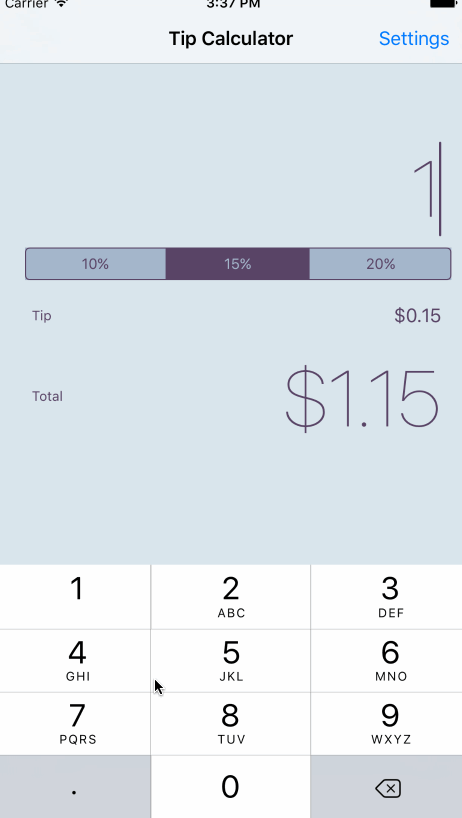 Carrier 3:37 PM
Tip Calculator Settings
1
10% 15% 20%
Tip $0.15
Total $1.15
1 2 3
ABC DEF
4 5 6
GHI JKL MNO
7 8 9
PQRS TUV WXYZ
. 0